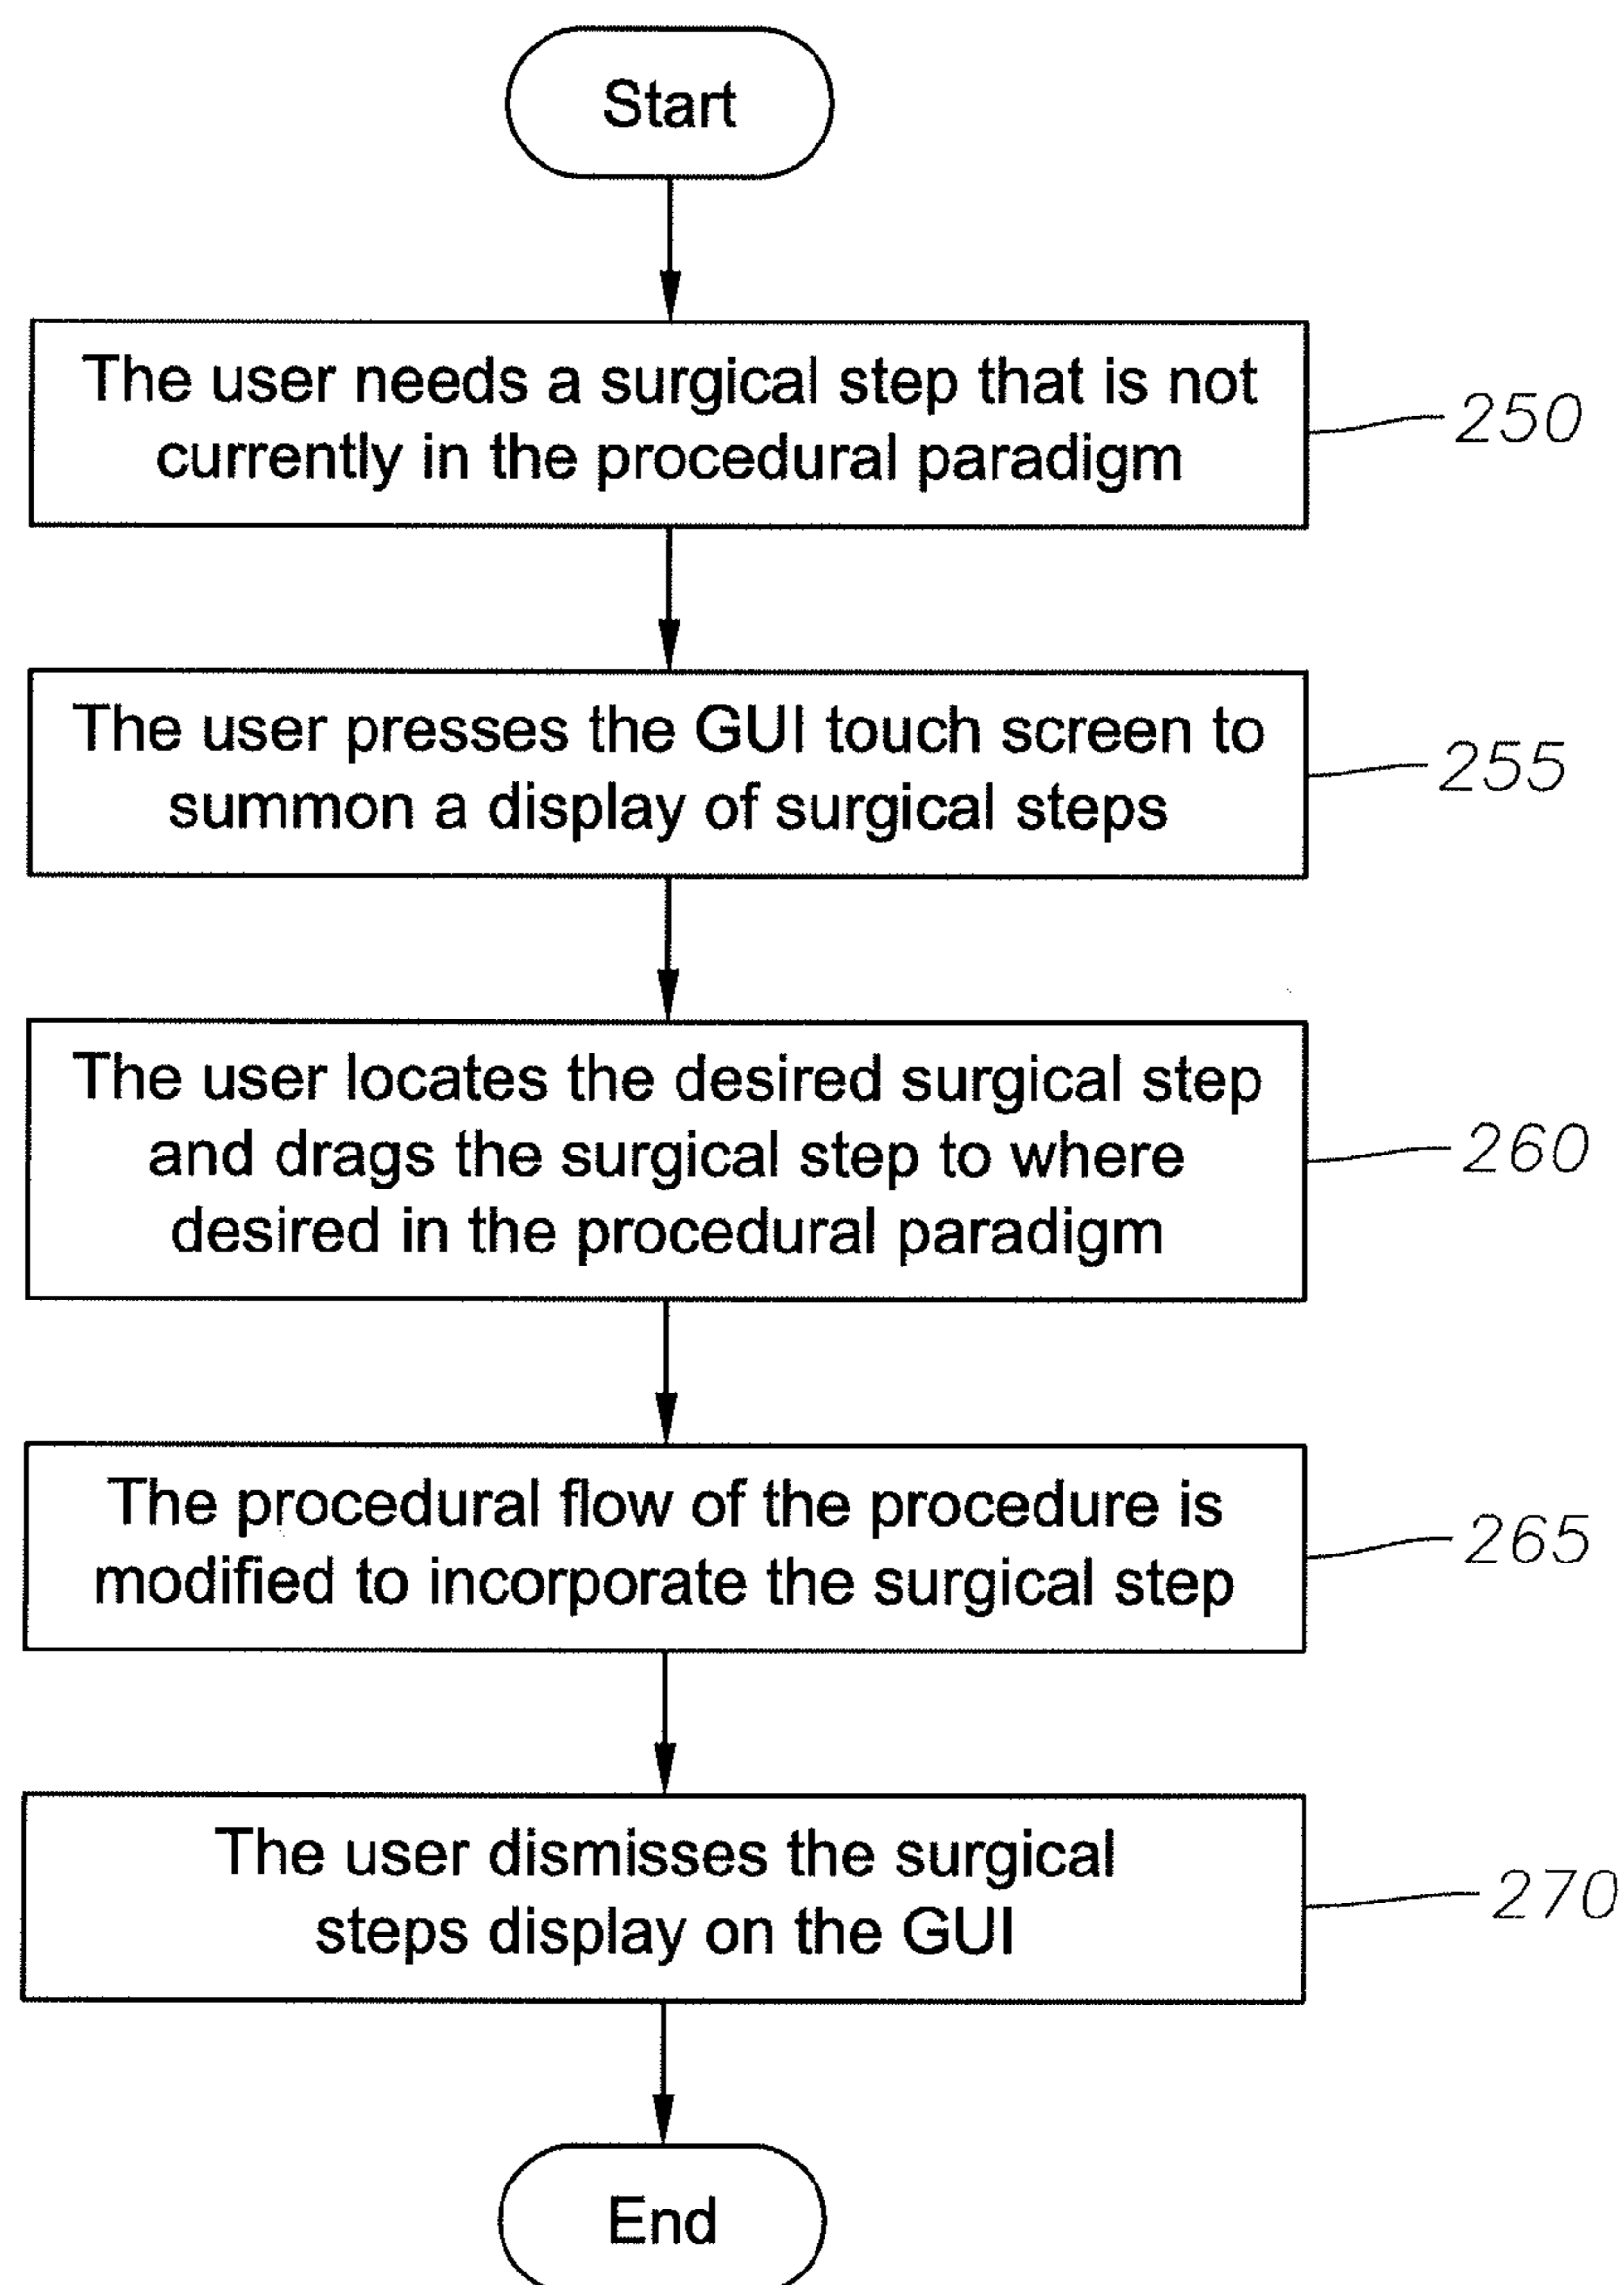 Start
The user needs a surgical step that is not
currently in the procedural paradigm
250
The user presses the GUI touch screen to
summon a display of surgical steps
255
The user locates the desired surgical step
and drags the surgical step to where
desired in the procedural paradigm
260
The procedural flow of the procedure is
modified to incorporate the surgical step
265
The user dismisses the surgical
steps display on the GUI
270
End